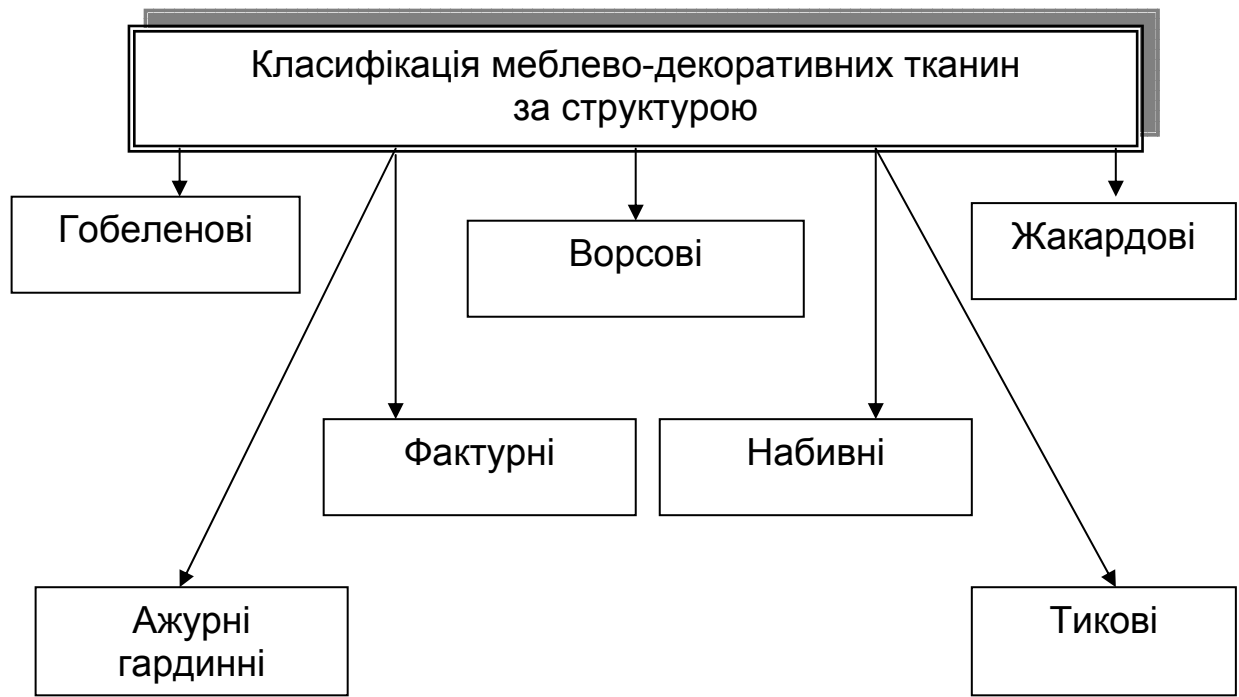 Класифікація меблево-декоративних тканин
за структурою
Гобеленові
Ворсові
Жакардові
Фактурні
Набивні
Ажурні
гардинні
Тикові